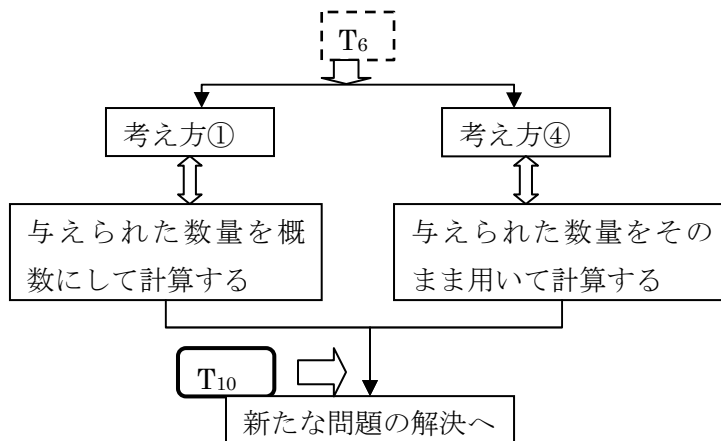 T6
考え方①
考え方④
与えられた数量を概
数にして計算する
与えられた数量をその
まま用いて計算する
T10
新たな問題の解決へ